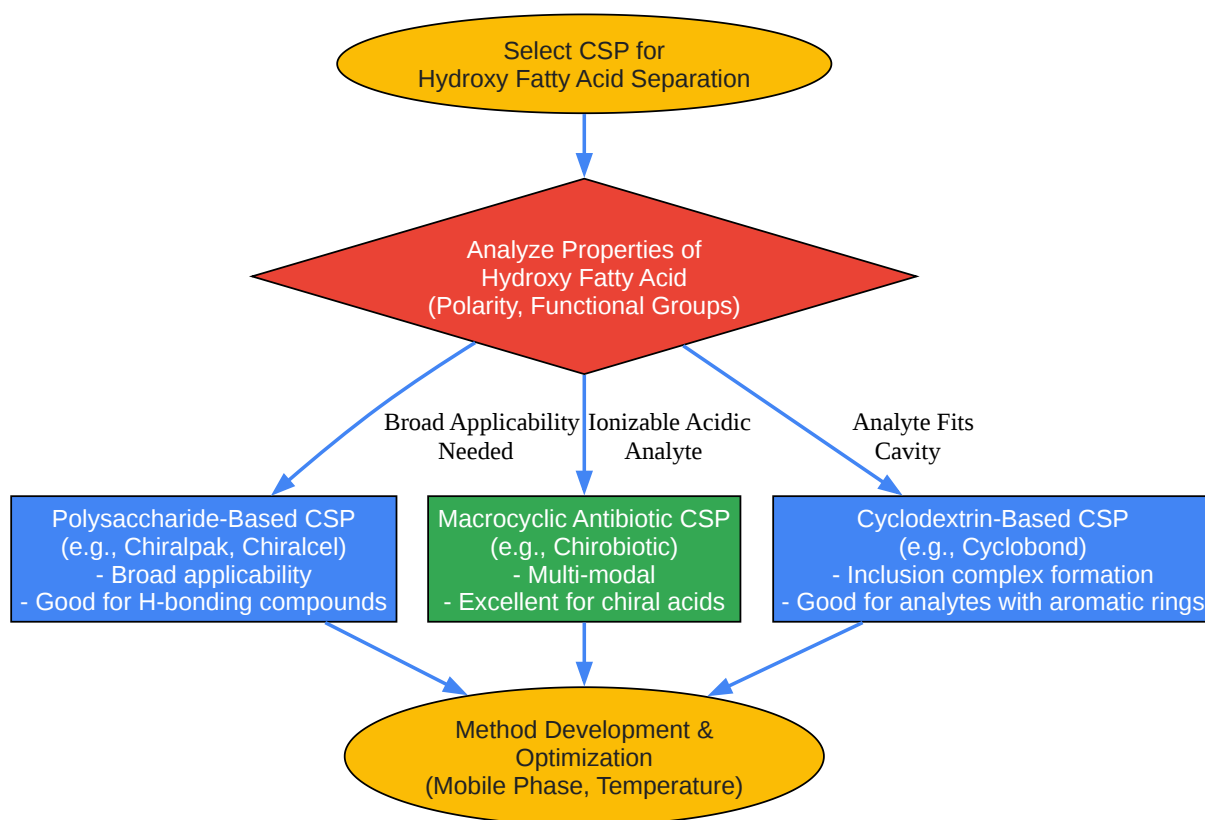 Select CSP for
Hydroxy Fatty Acid Separation
Analyze Properties of
Hydroxy Fatty Acid
(Polarity, Functional Groups)
Broad Applicability
Needed
Ionizable Acidic
Analyte
Analyte Fits
Cavity
Polysaccharide-Based CSP
(e.g., Chiralpak, Chiralcel)
- Broad applicability
- Good for H-bonding compounds
Macrocyclic Antibiotic CSP
(e.g., Chirobiotic)
- Multi-modal
- Excellent for chiral acids
Cyclodextrin-Based CSP
(e.g., Cyclobond)
- Inclusion complex formation
- Good for analytes with aromatic rings
Method Development &
Optimization
(Mobile Phase, Temperature)